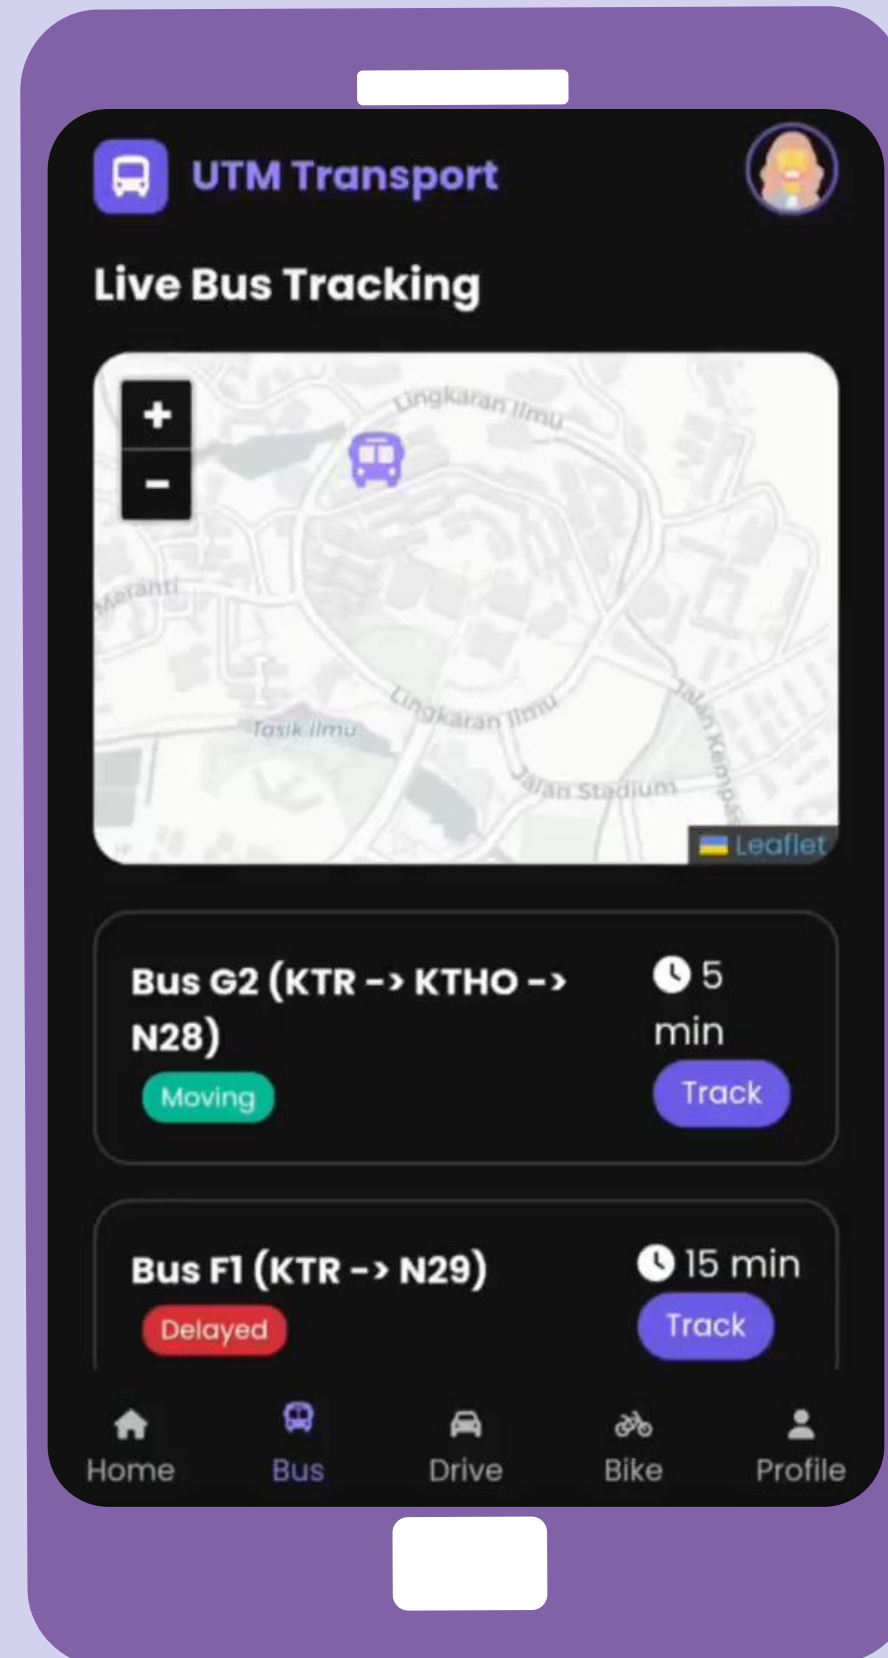 UTM Transport
Live Bus Tracking
+
-
Lingkaran Ilmu
Meranti
Lingkaran Ilmu
Tasik Ilmu
Jalan Kempas
Jalan Stadium
Leaflet
Bus G2 (KTR -> KTHO ->
N28)
5
min
Moving
Track
Bus F1 (KTR -> N29)
15 min
Delayed
Track
Home
Bus
Drive
Bike
Profile